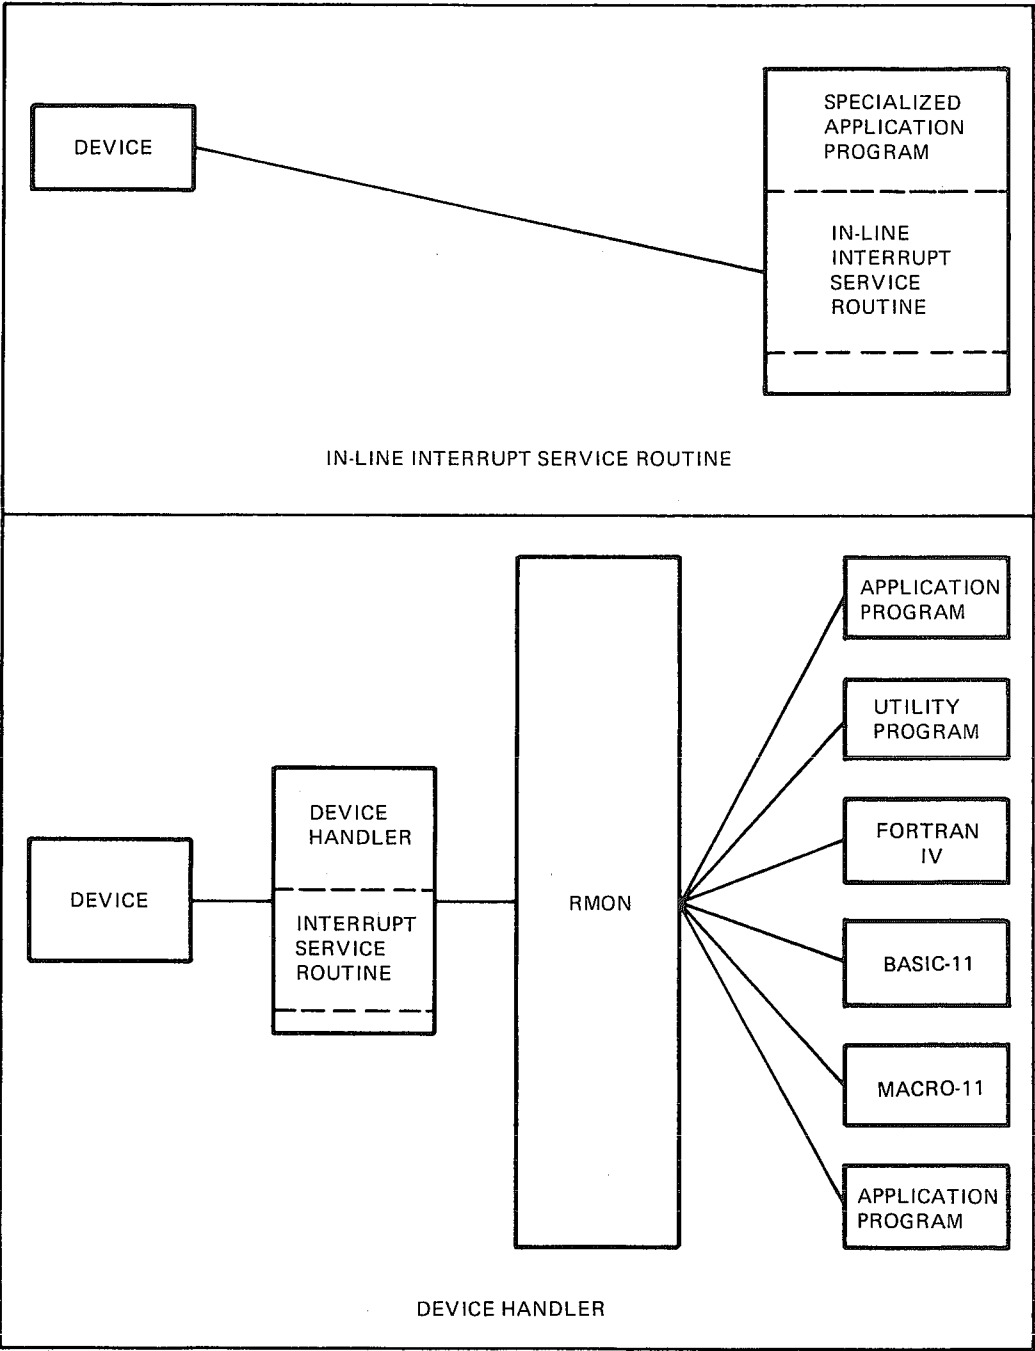 DEVICE
SPECIALIZED
APPLICATION
PROGRAM
IN-LINE
INTERRUPT
SERVICE
ROUTINE
IN-LINE INTERRUPT SERVICE ROUTINE
DEVICE
DEVICE
HANDLER
INTERRUPT
SERVICE
ROUTINE
RMON
APPLICATION
PROGRAM
UTILITY
PROGRAM
FORTRAN
IV
BASIC-11
MACRO-11
APPLICATION
PROGRAM
DEVICE HANDLER